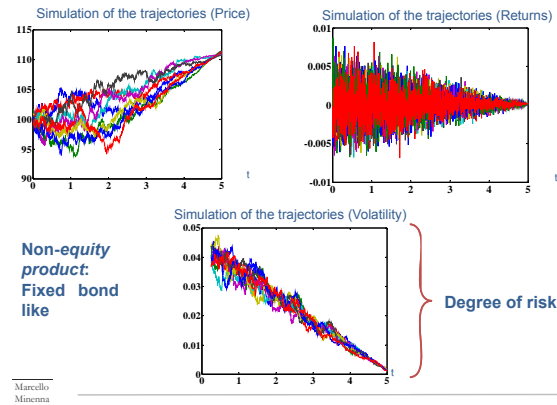 Simulation of the trajectories (Price)
115
110
105
100
95
90
0 1 2 3 4 5
t
Simulation of the trajectories (Returns)
0.01
0.005
0
-0.005
-0.01
0 1 2 3 4 5
t
Simulation of the trajectories (Volatility)
0.05
0.04
0.03
0.02
0.01
0
0 1 2 3 4 5
t
Non-equity
product:
Fixed bond
like
Degree of risk
Marcello
Minenna